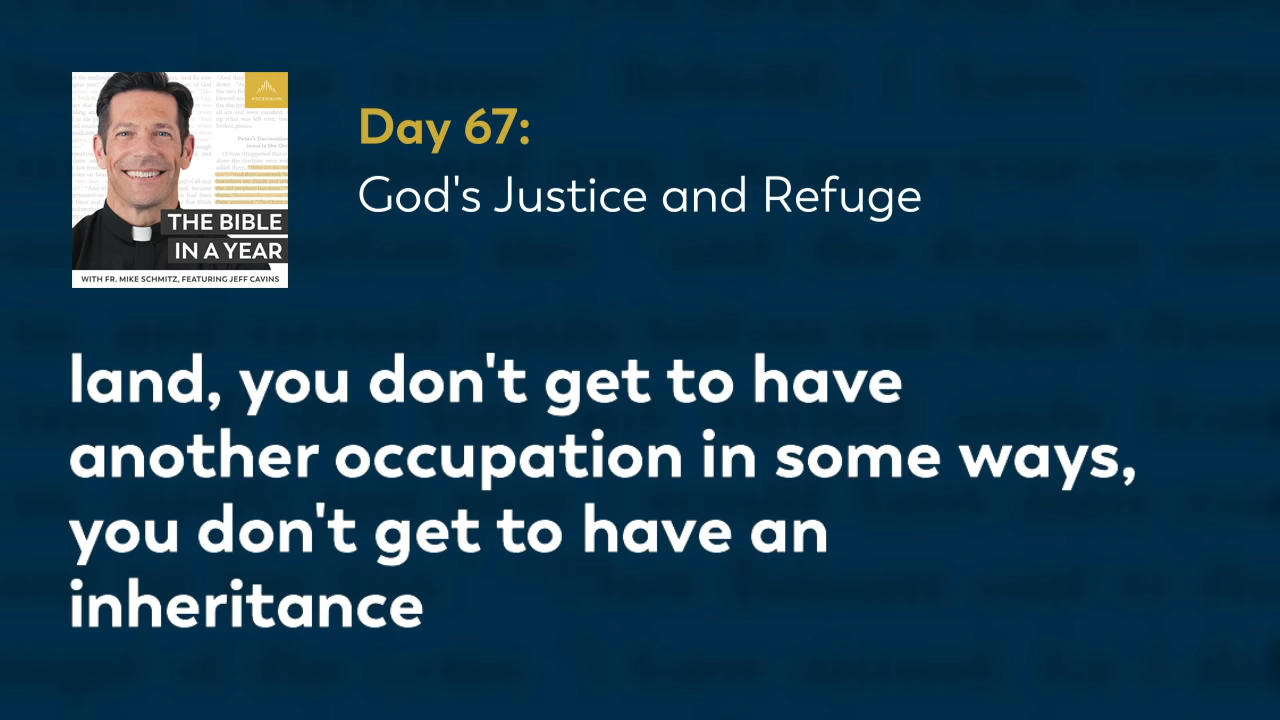 THE BIBLE
IN A YEAR
WITH FR. MIKE SCHMITZ, FEATURING JEFF CAVINS
Day 67:
God's Justice and Refuge
land, you don't get to have
another occupation in some ways,
you don't get to have an
inheritance